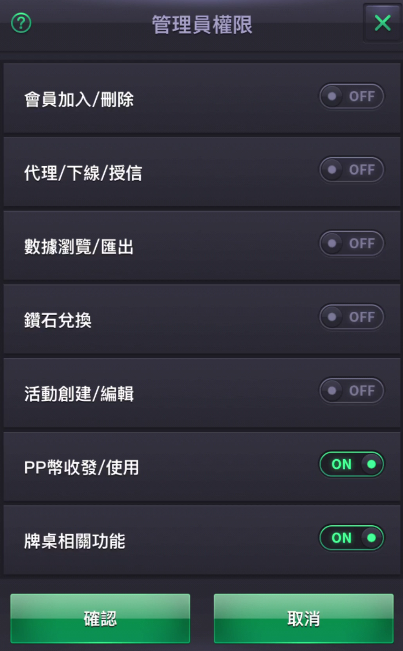 ?
管理員權限
會員加入/刪除
OFF
代理/下線/授信
OFF
數據瀏覽/匯出
OFF
鑽石兌換
OFF
活動創建/編輯
OFF
PP幣收發/使用
ON
牌桌相關功能
ON
確認
取消